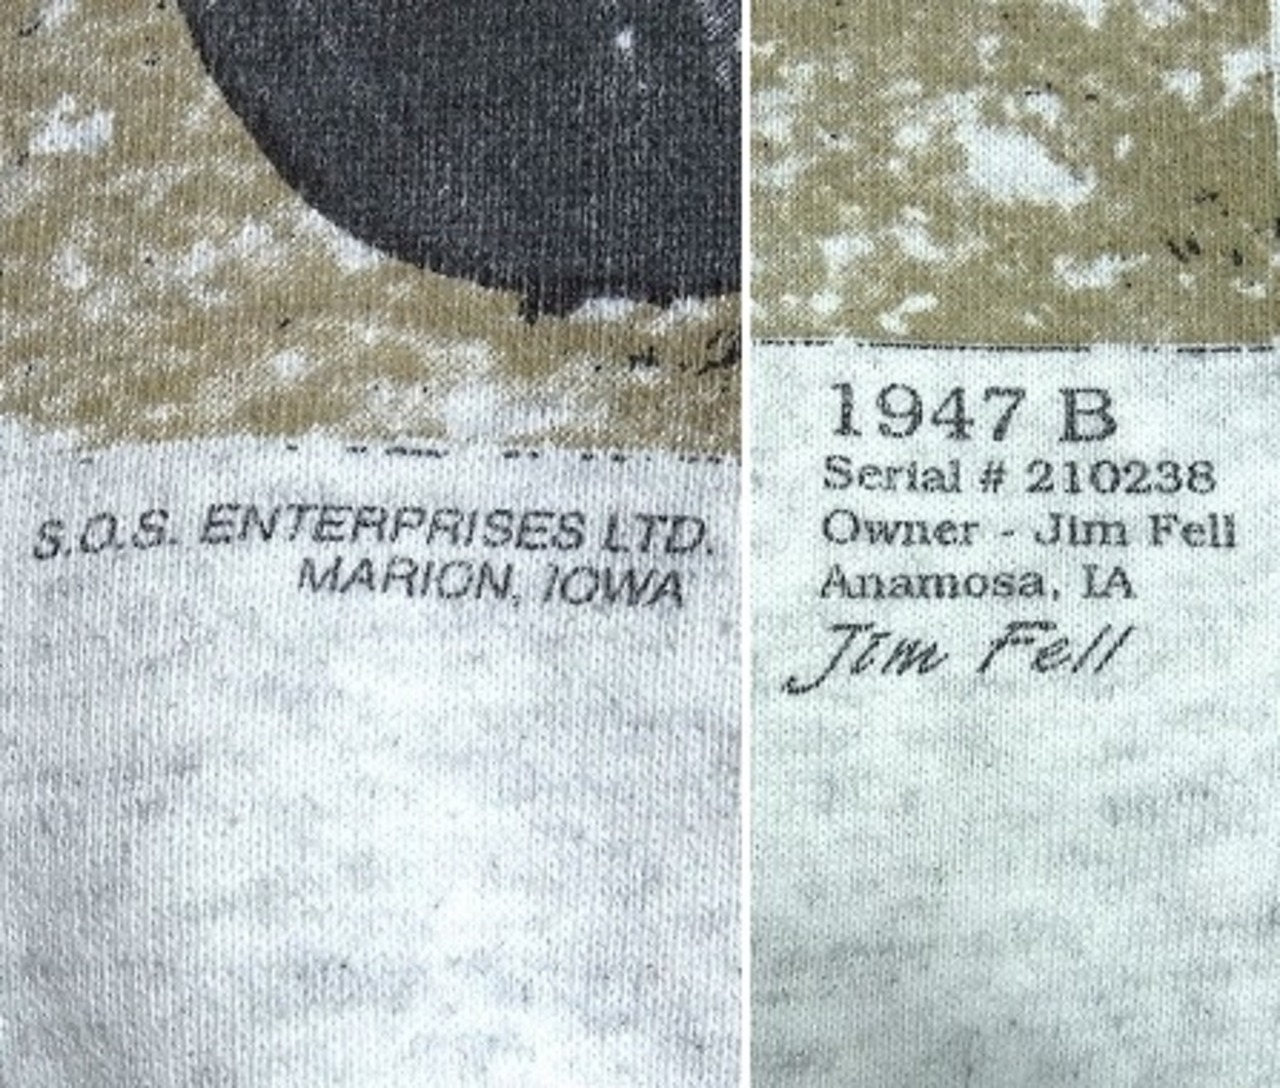 S.O.S. ENTERPRISES LTD.
MARION, IOWA
1947 B
Serial # 210238
Owner - Jim Fell
Anamosa, IA
Jim Fell